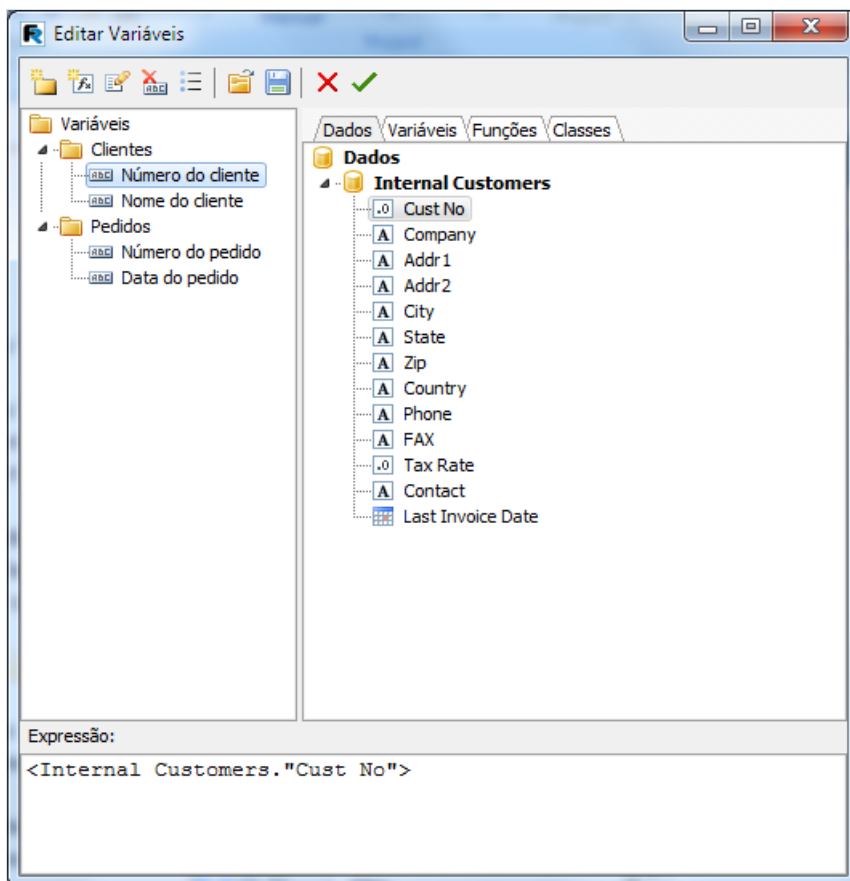 Editar Variáveis
Variáveis
Clientes
Número do cliente
Nome do cliente
Pedidos
Número do pedido
Data do pedido
Dados Variáveis Funções Classes
Dados
Internal Customers
Cust No
Company
Addr1
Addr2
City
State
Zip
Country
Phone
FAX
Tax Rate
Contact
Last Invoice Date
Expressão:
<Internal Customers."Cust No">